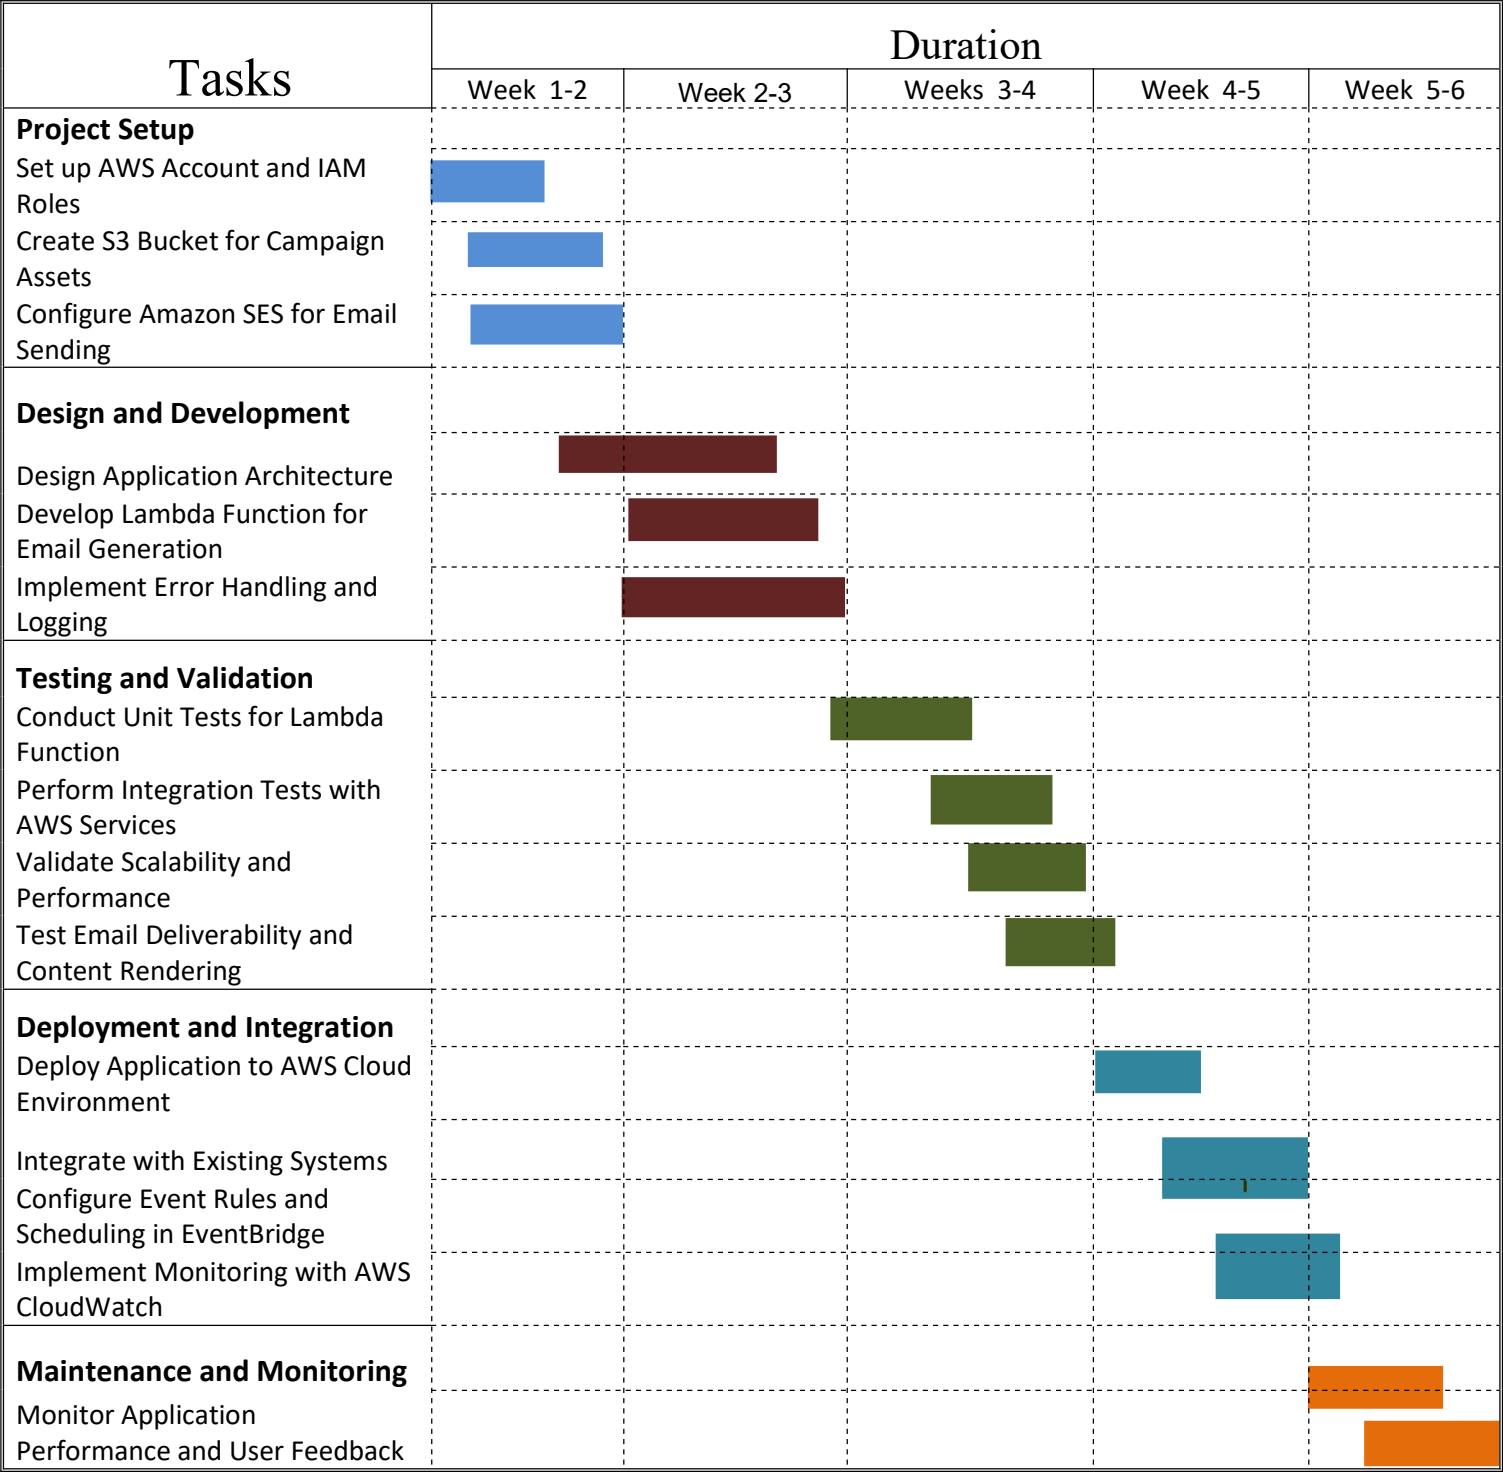 Tasks
Duration
Week 1-2
Week 2-3
Weeks 3-4
Week 4-5
Week 5-6
Project Setup
Set up AWS Account and IAM
Roles
Create S3 Bucket for Campaign
Assets
Configure Amazon SES for Email
Sending
Design and Development
Design Application Architecture
Develop Lambda Function for
Email Generation
Implement Error Handling and
Logging
Testing and Validation
Conduct Unit Tests for Lambda
Function
Perform Integration Tests with
AWS Services
Validate Scalability and
Performance
Test Email Deliverability and
Content Rendering
Deployment and Integration
Deploy Application to AWS Cloud
Environment
Integrate with Existing Systems
Configure Event Rules and
Scheduling in EventBridge
Implement Monitoring with AWS
CloudWatch
Maintenance and Monitoring
Monitor Application
Performance and User Feedback